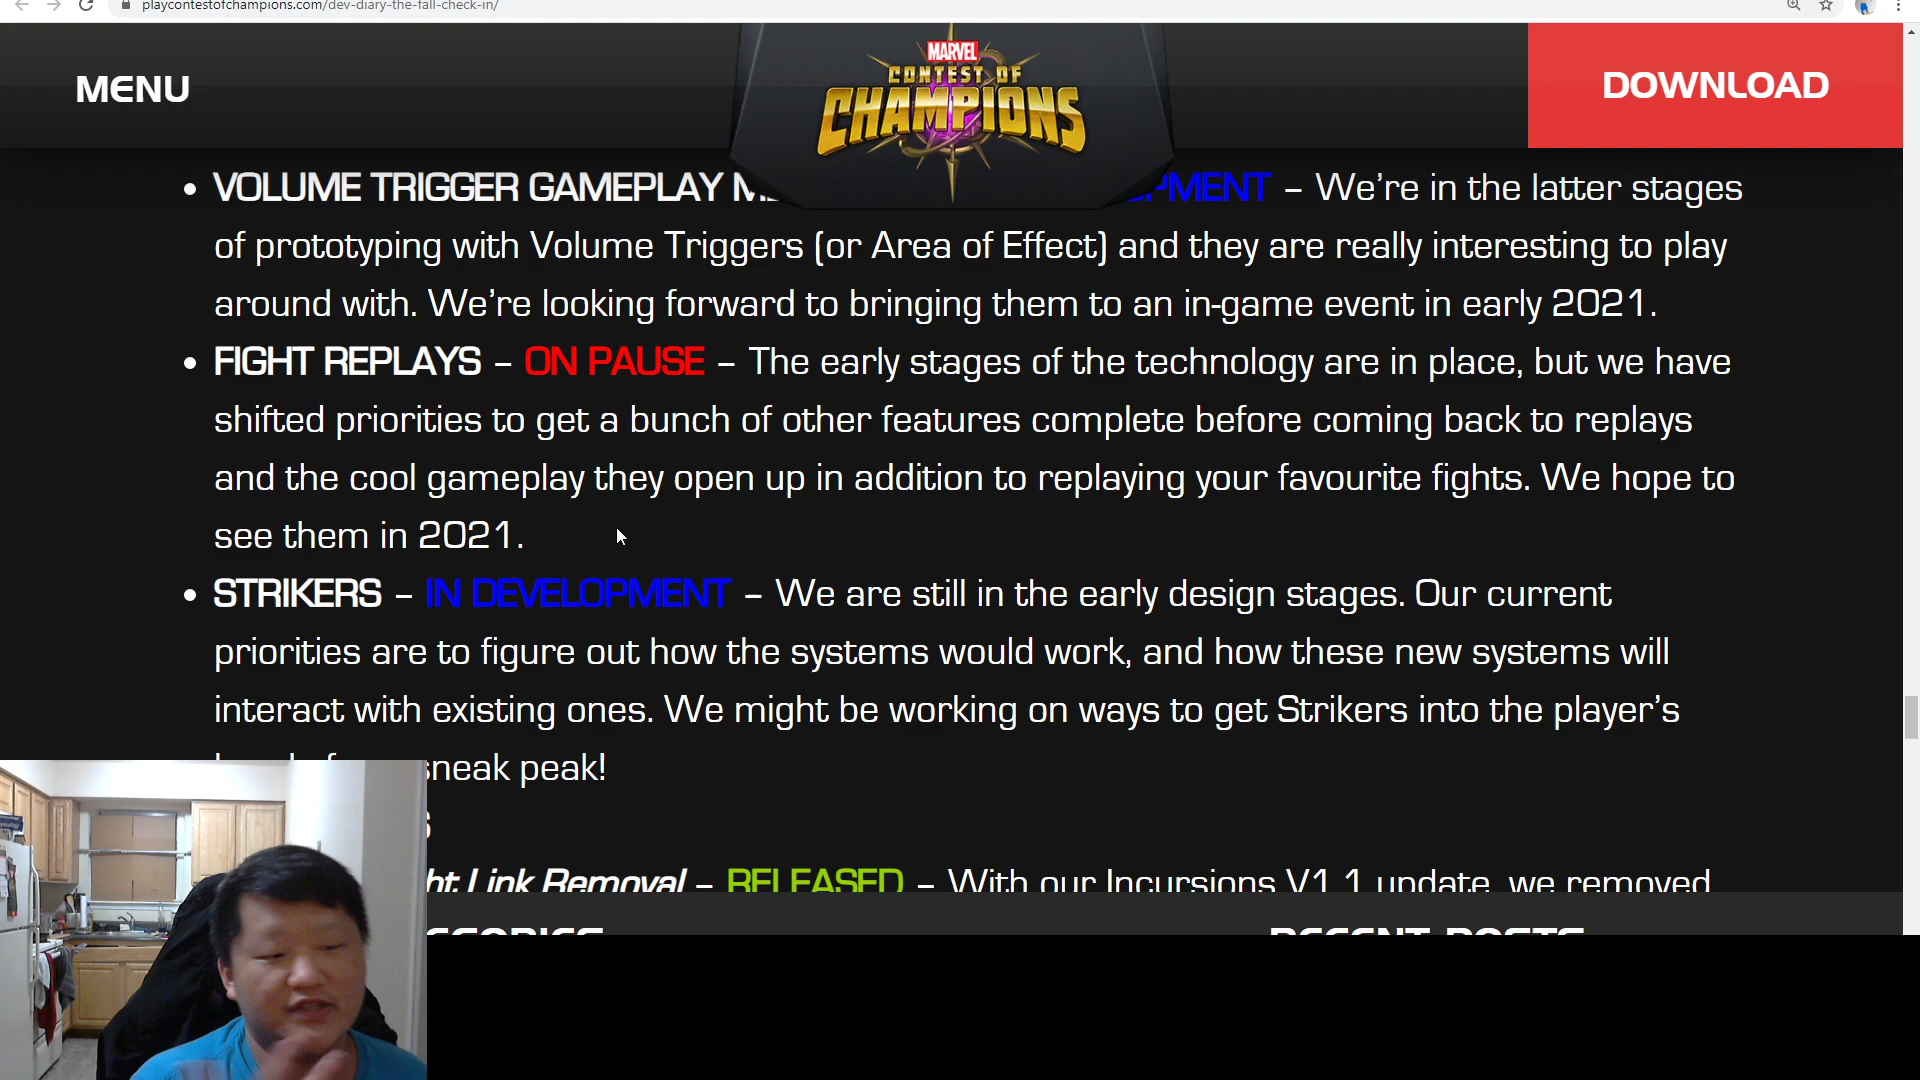 playcontestofchampions.com/dev-diary-the-fall-check-in/
MENU
MARVEL
CONTEST OF
CHAMPIONS
DOWNLOAD
• VOLUME TRIGGER GAMEPLAY – We're in the latter stages
of prototyping with Volume Triggers (or Area of Effect) and they are really interesting to play
around with. We're looking forward to bringing them to an in-game event in early 2021.
• FIGHT REPLAYS – ON PAUSE – The early stages of the technology are in place, but we have
shifted priorities to get a bunch of other features complete before coming back to replays
and the cool gameplay they open up in addition to replaying your favourite fights. We hope to
see them in 2021.
• STRIKERS – IN DEVELOPMENT – We are still in the early design stages. Our current
priorities are to figure out how the systems would work, and how these new systems will
interact with existing ones. We might be working on ways to get Strikers into the player's
sneak peak!
Link Removal – RELEASED – With our Incursions V1.1 update, we removed
RECENT POSTS